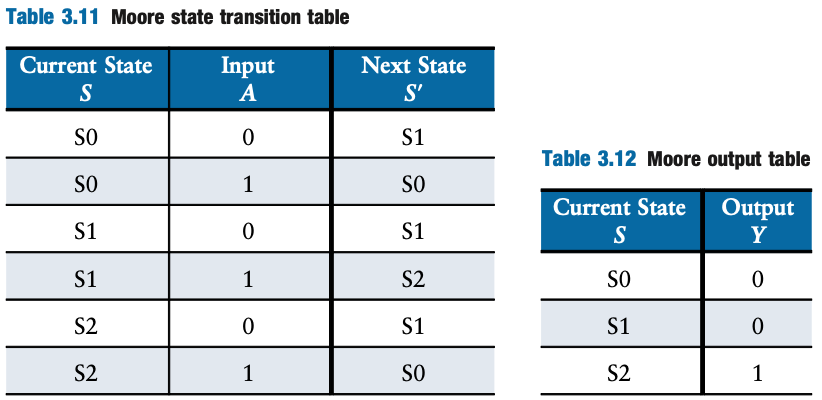 Table 3.11 Moore state transition table
Current State Input Next State
S A S′
S0 0 S1
S0 1 S0
S1 0 S1
S1 1 S2
S2 0 S1
S2 1 S0
Table 3.12 Moore output table
Current State Output
S Y
S0 0
S1 0
S2 1